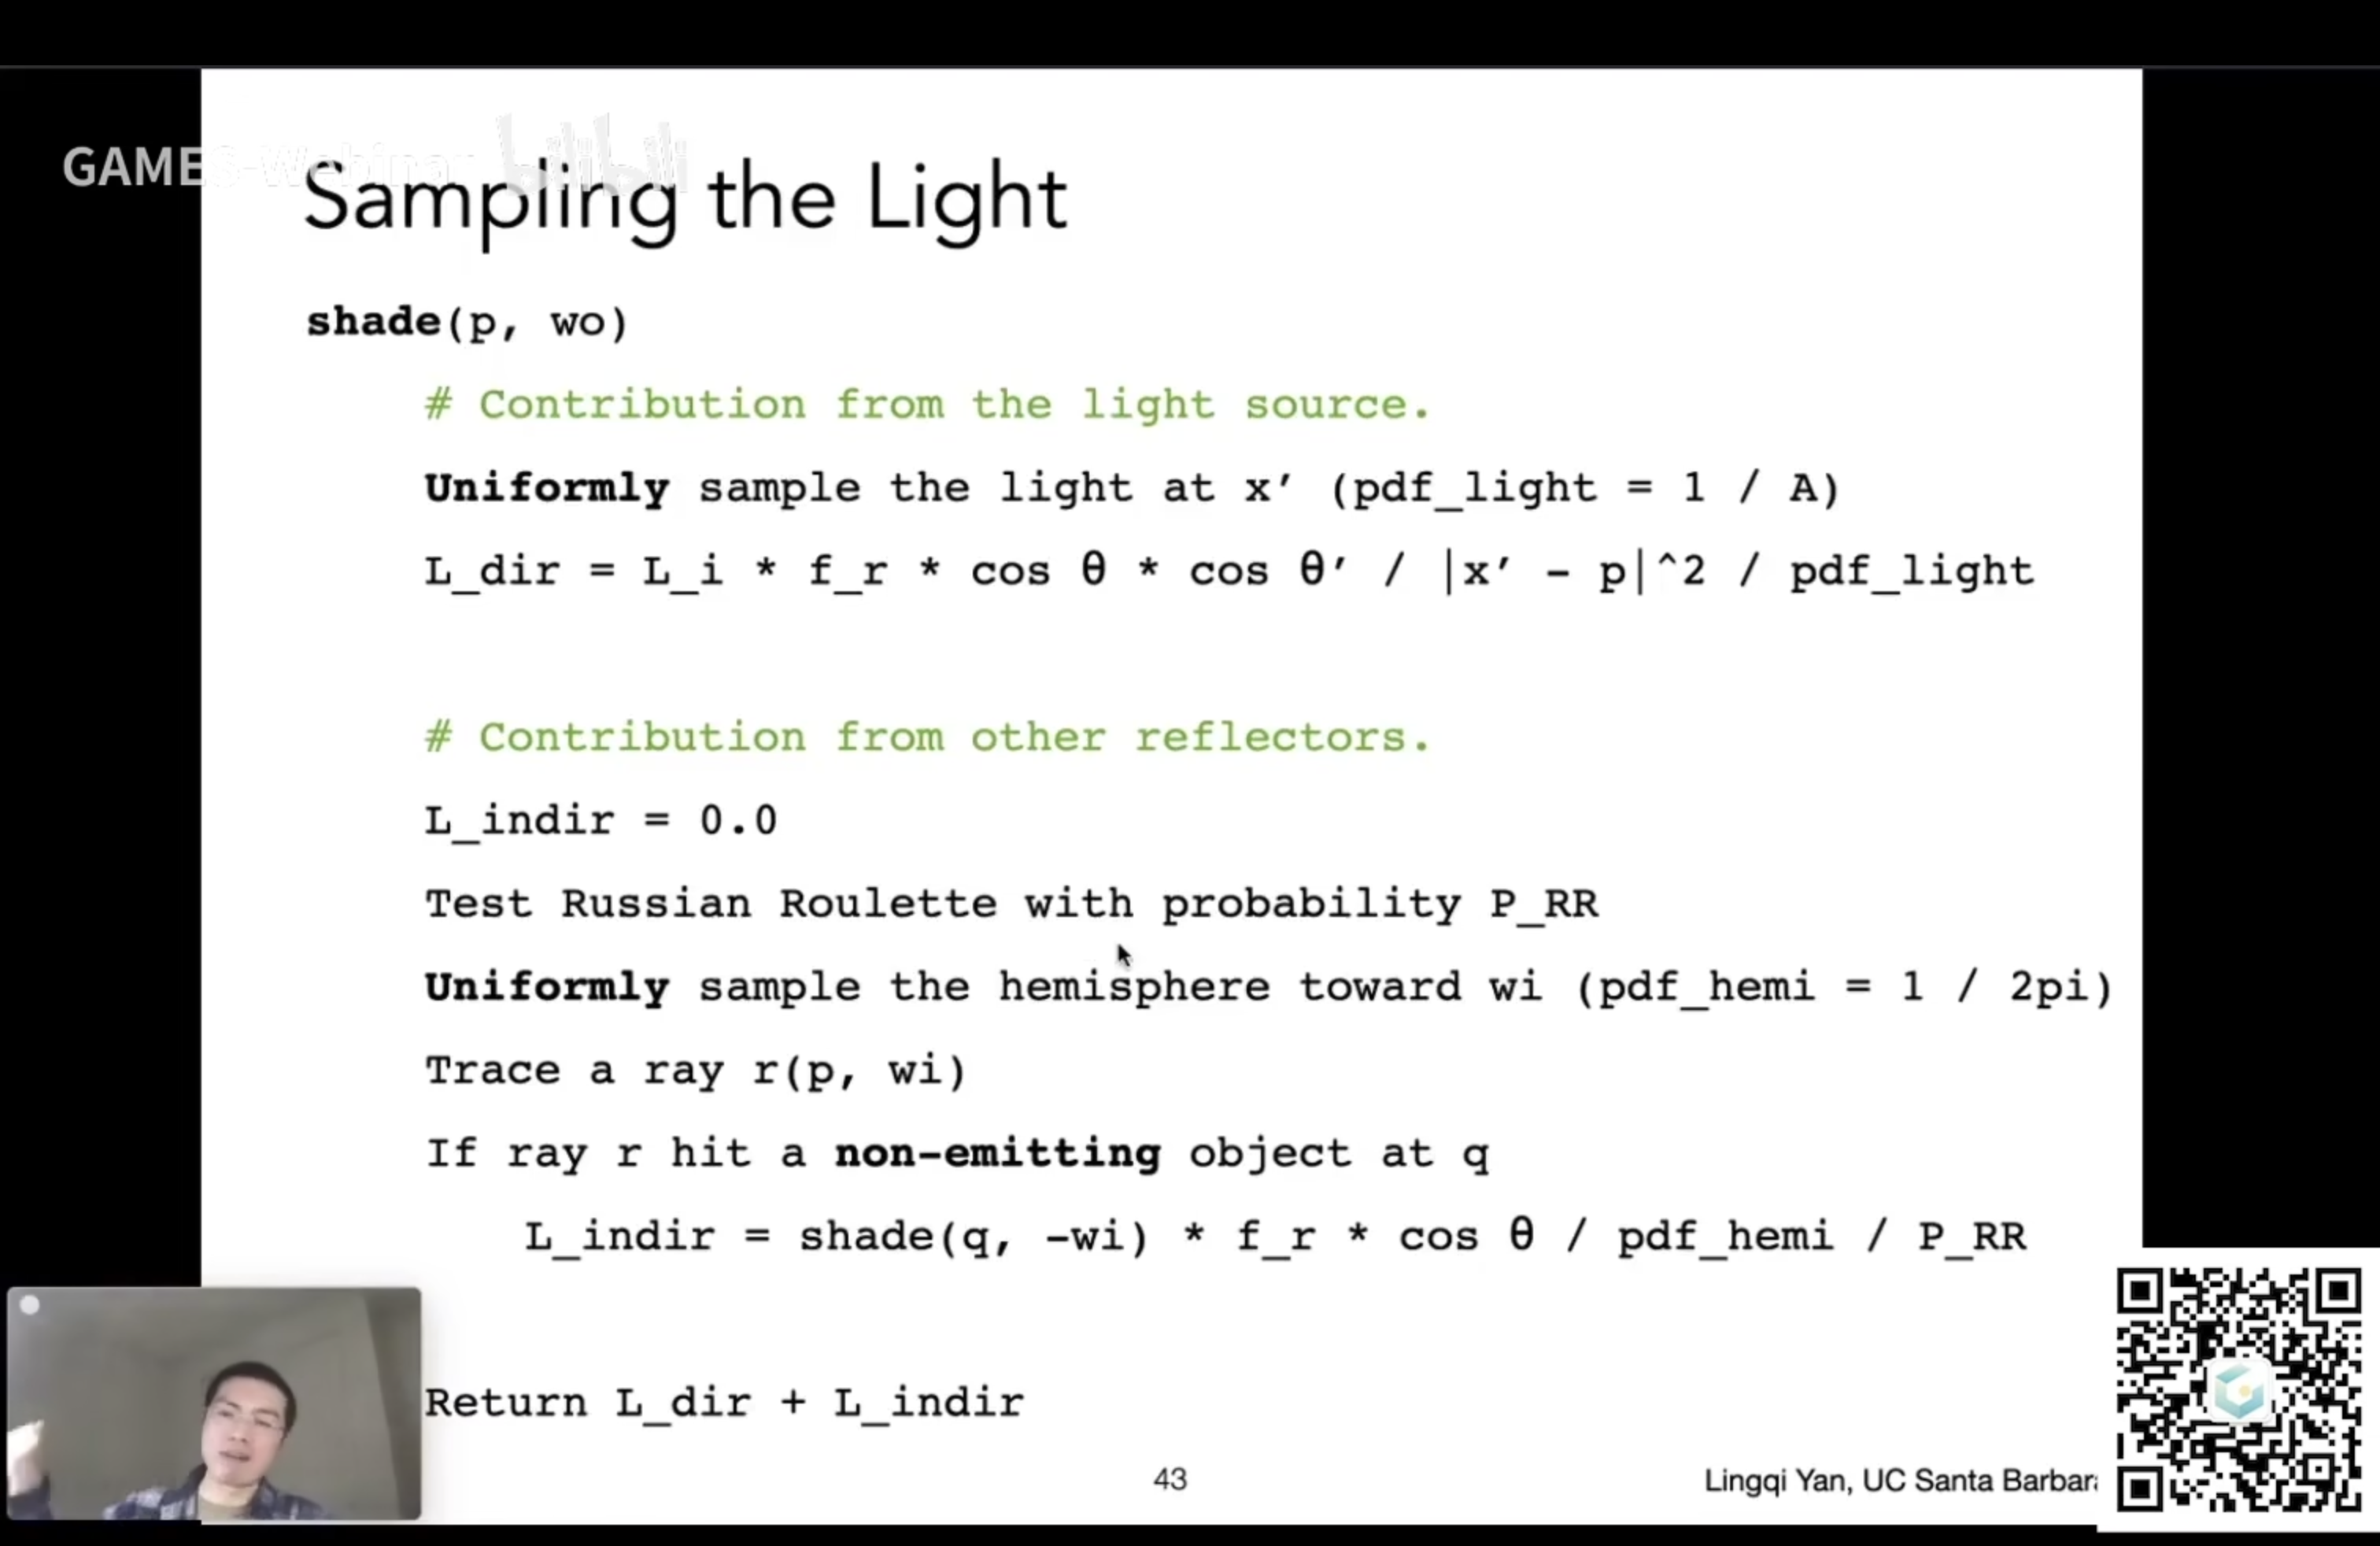 GAMES-Webinar bilibili
Sampling the Light
shade(p, wo)
# Contribution from the light source.
Uniformly sample the light at x′ (pdf_light = 1 / A)
L_dir = L_i * f_r * cos θ * cos θ′ / |x′ - p|^2 / pdf_light
# Contribution from other reflectors.
L_indir = 0.0
Test Russian Roulette with probability P_RR
Uniformly sample the hemisphere toward wi (pdf_hemi = 1 / 2pi)
Trace a ray r(p, wi)
If ray r hit a non-emitting object at q
L_indir = shade(q, -wi) * f_r * cos θ / pdf_hemi / P_RR
Return L_dir + L_indir
43
Lingqi Yan, UC Santa Barbar